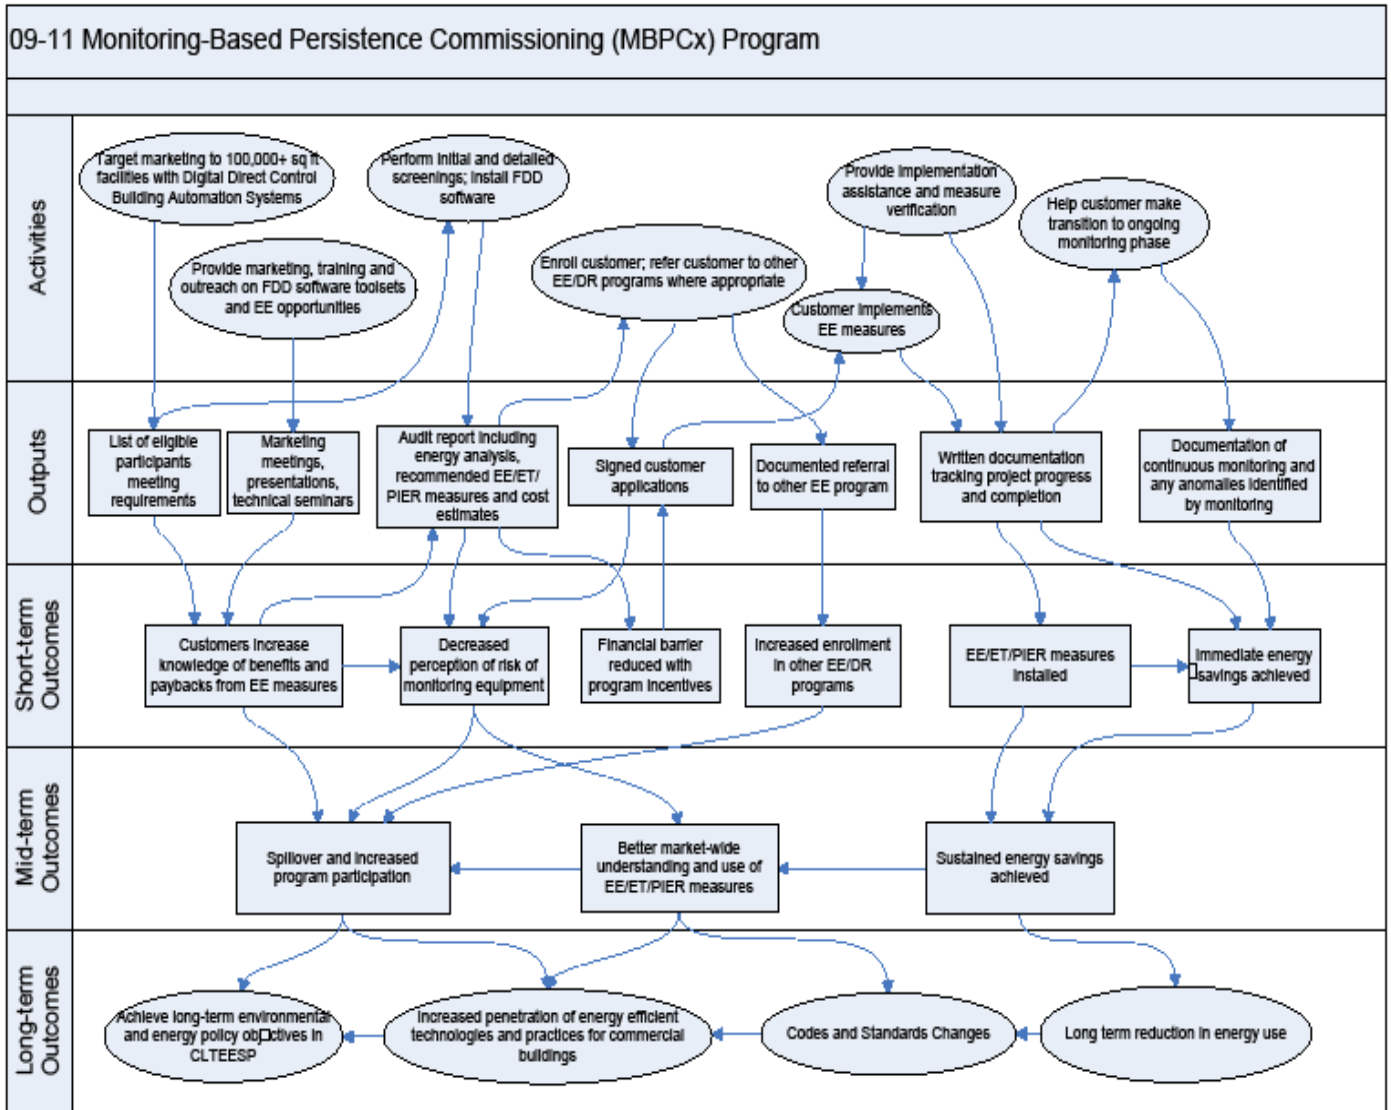 09-11 Monitoring-Based Persistence Commissioning (MBPCx) Program
Activities
Target marketing to 100,000+ sq ft
facilities with Digital Direct Control
Building Automation Systems
Perform initial and detailed
screenings; install FDD
software
Provide implementation
assistance and measure
verification
Help customer make
transition to ongoing
monitoring phase
Provide marketing, training and
outreach on FDD software toolsets
and EE opportunities
Enroll customer; refer customer to other
EE/DR programs where appropriate
Customer implements
EE measures
Outputs
List of eligible
participants
meeting
requirements
Marketing
meetings,
presentations,
technical seminars
Audit report including
energy analysis,
recommended EE/ET/
PIER measures and cost
estimates
Signed customer
applications
Documented referral
to other EE program
Written documentation
tracking project progress
and completion
Documentation of
continuous monitoring and
any anomalies identified
by monitoring
Short-term
Outcomes
Customers increase
knowledge of benefits and
paybacks from EE measures
Decreased
perception of risk of
monitoring equipment
Financial barrier
reduced with
program incentives
Increased enrollment
in other EE/DR
programs
EE/ET/PIER measures
installed
Immediate energy
savings achieved
Mid-term
Outcomes
Spillover and increased
program participation
Better market-wide
understanding and use of
EE/ET/PIER measures
Sustained energy savings
achieved
Long-term
Outcomes
Achieve long-term environmental
and energy policy objectives in
CLTEESP
Increased penetration of energy efficient
technologies and practices for commercial
buildings
Codes and Standards Changes
Long term reduction in energy use